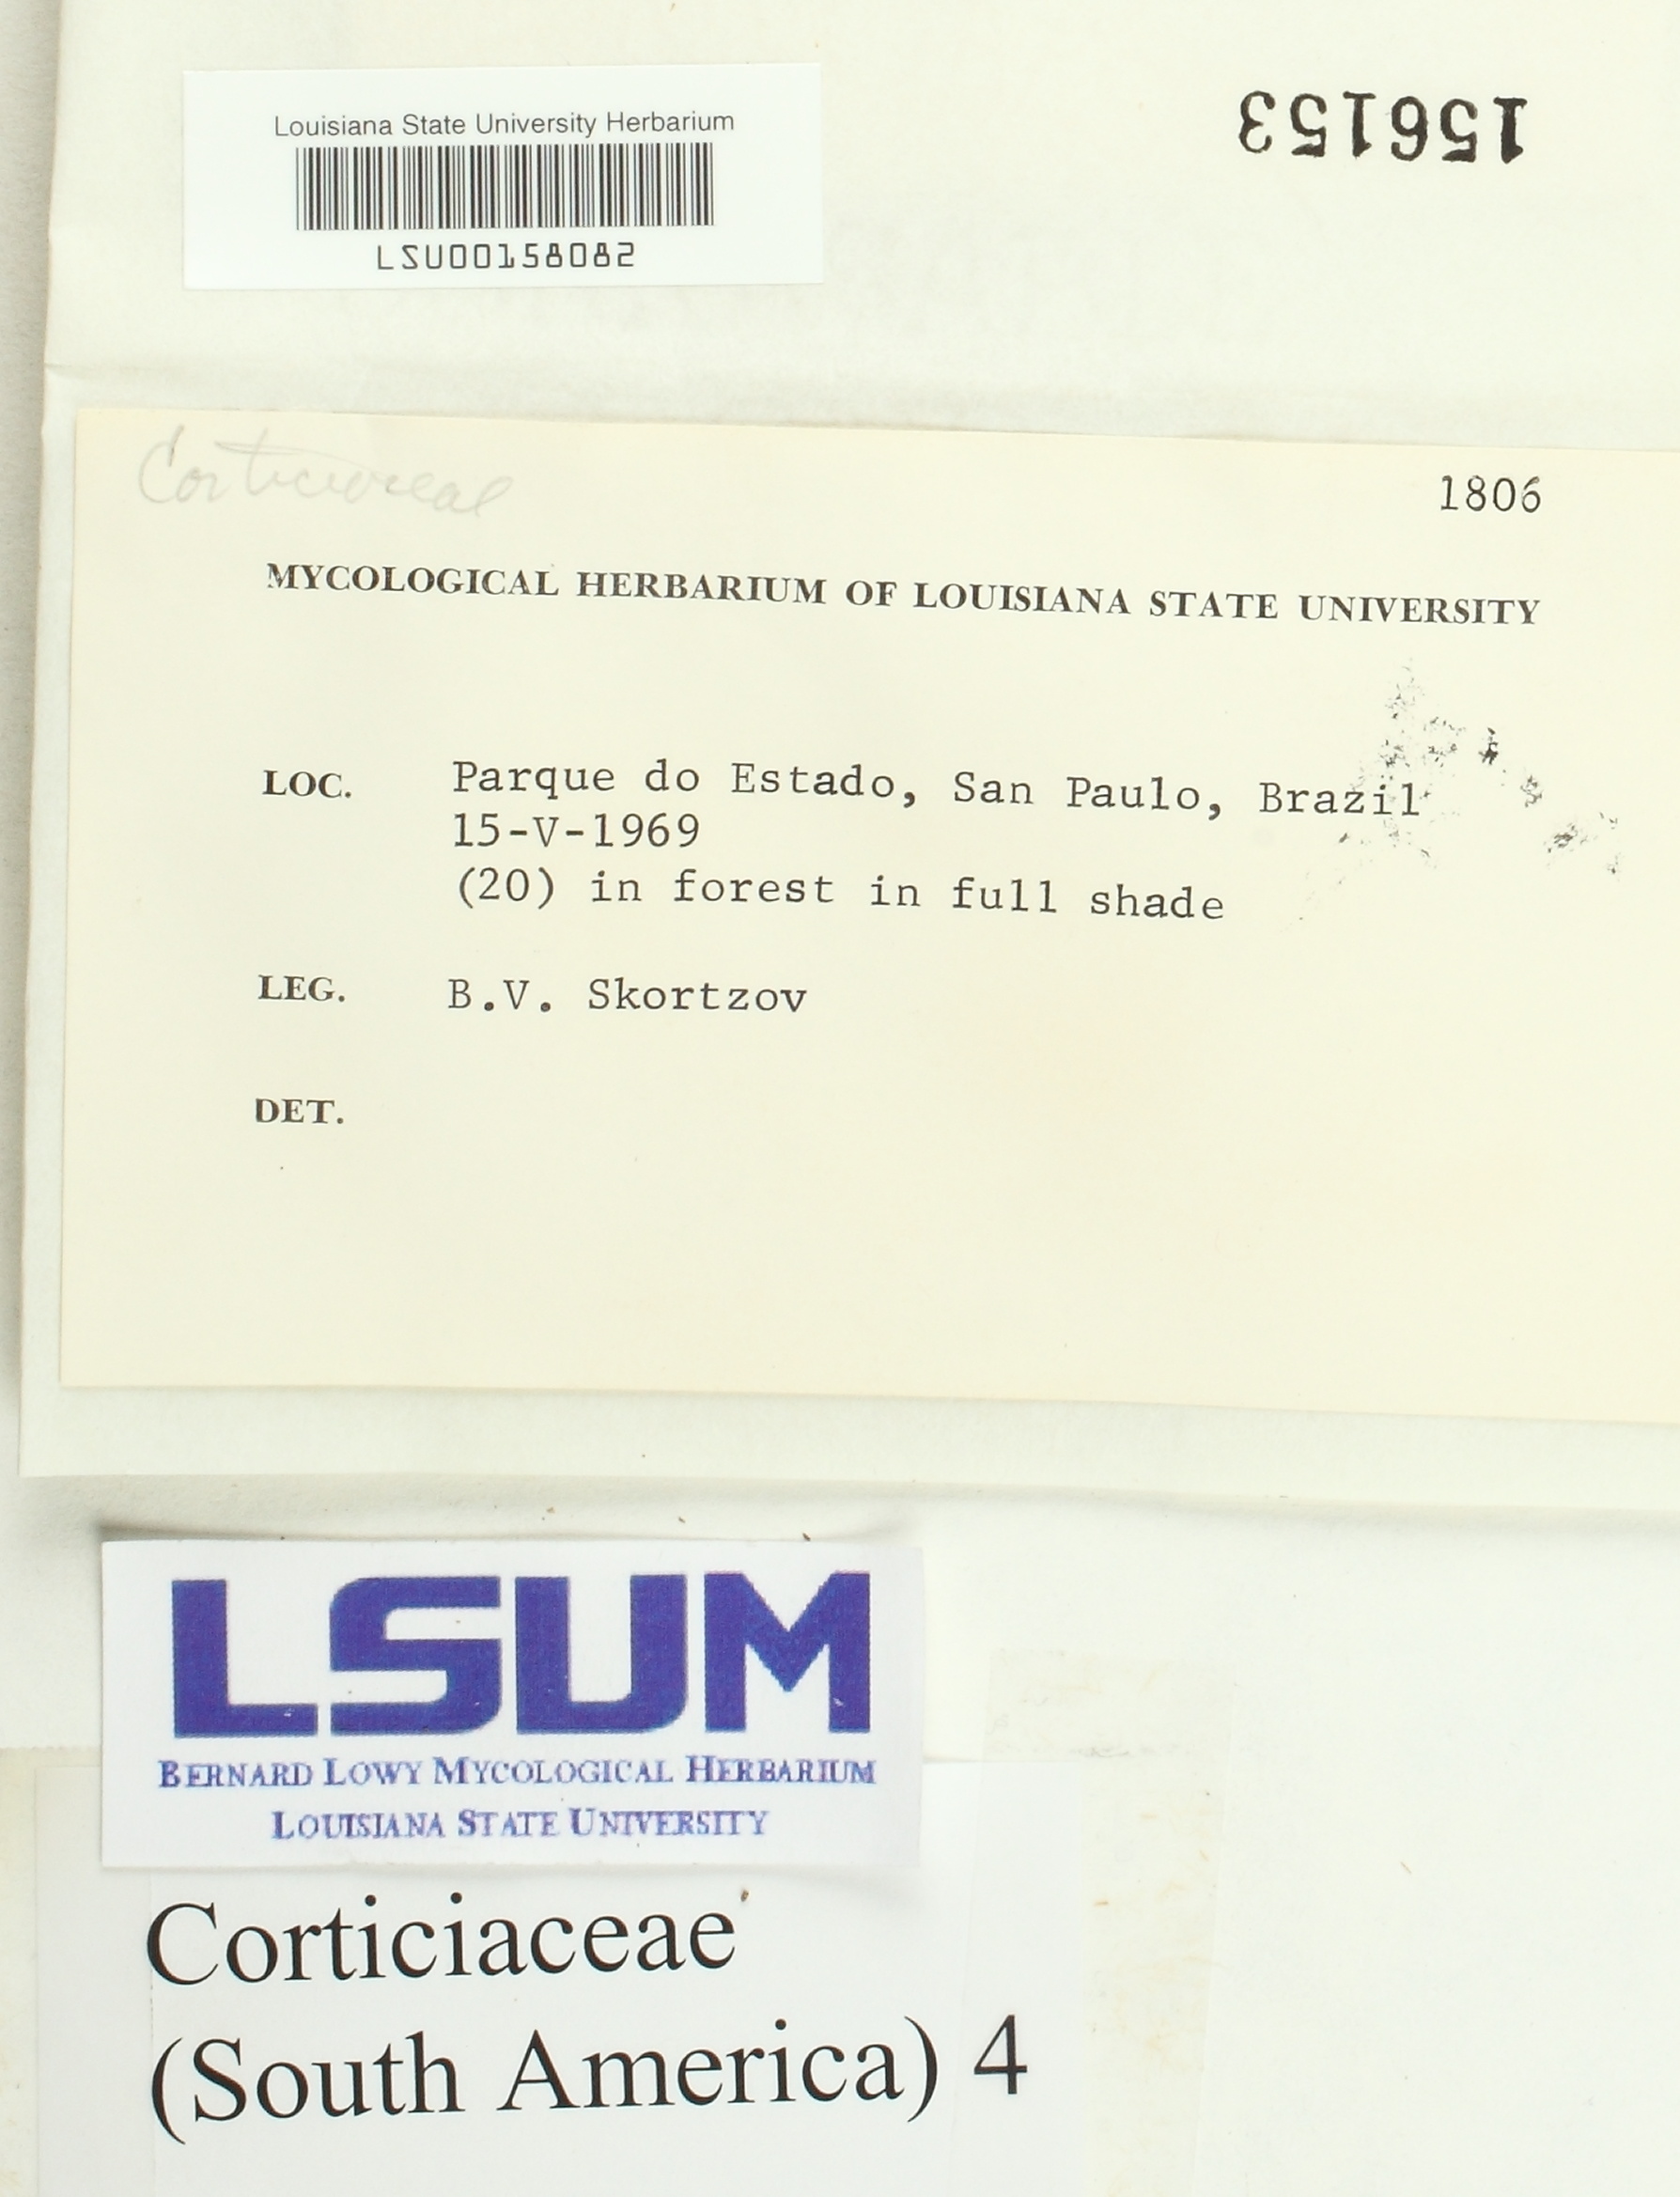 Louisiana State University Herbarium
LSU00158082
156153
Corticiaceae
1806
MYCOLOGICAL HERBARIUM OF LOUISIANA STATE UNIVERSITY
LOC. Parque do Estado, San Paulo, Brazil
15-V-1969
(20) in forest in full shade
LEG. B.V. Skortzov
DET.
LSUM
BERNARD LOWY MYCOLOGICAL HERBARIUM
LOUISIANA STATE UNIVERSITY
Corticiaceae
(South America) 4